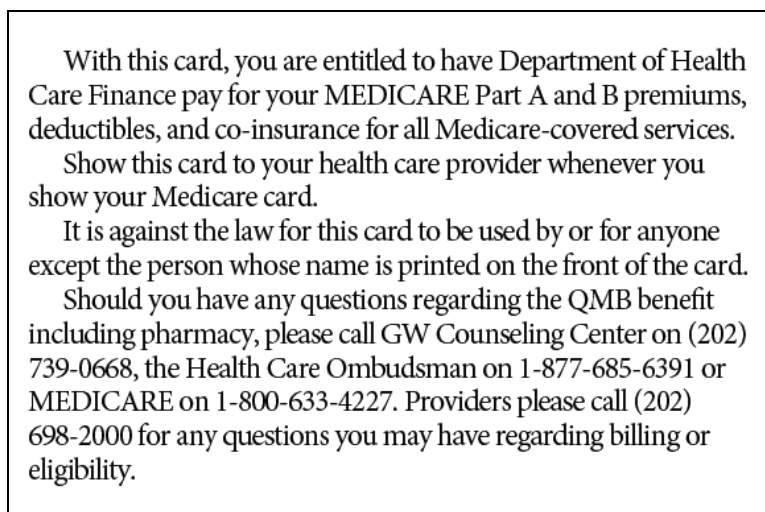 With this card, you are entitled to have Department of Health
Care Finance pay for your MEDICARE Part A and B premiums,
deductibles, and co-insurance for all Medicare-covered services.
Show this card to your health care provider whenever you
show your Medicare card.
It is against the law for this card to be used by or for anyone
except the person whose name is printed on the front of the card.
Should you have any questions regarding the QMB benefit
including pharmacy, please call GW Counseling Center on (202)
739-0668, the Health Care Ombudsman on 1-877-685-6391 or
MEDICARE on 1-800-633-4227. Providers please call (202)
698-2000 for any questions you may have regarding billing or
eligibility.